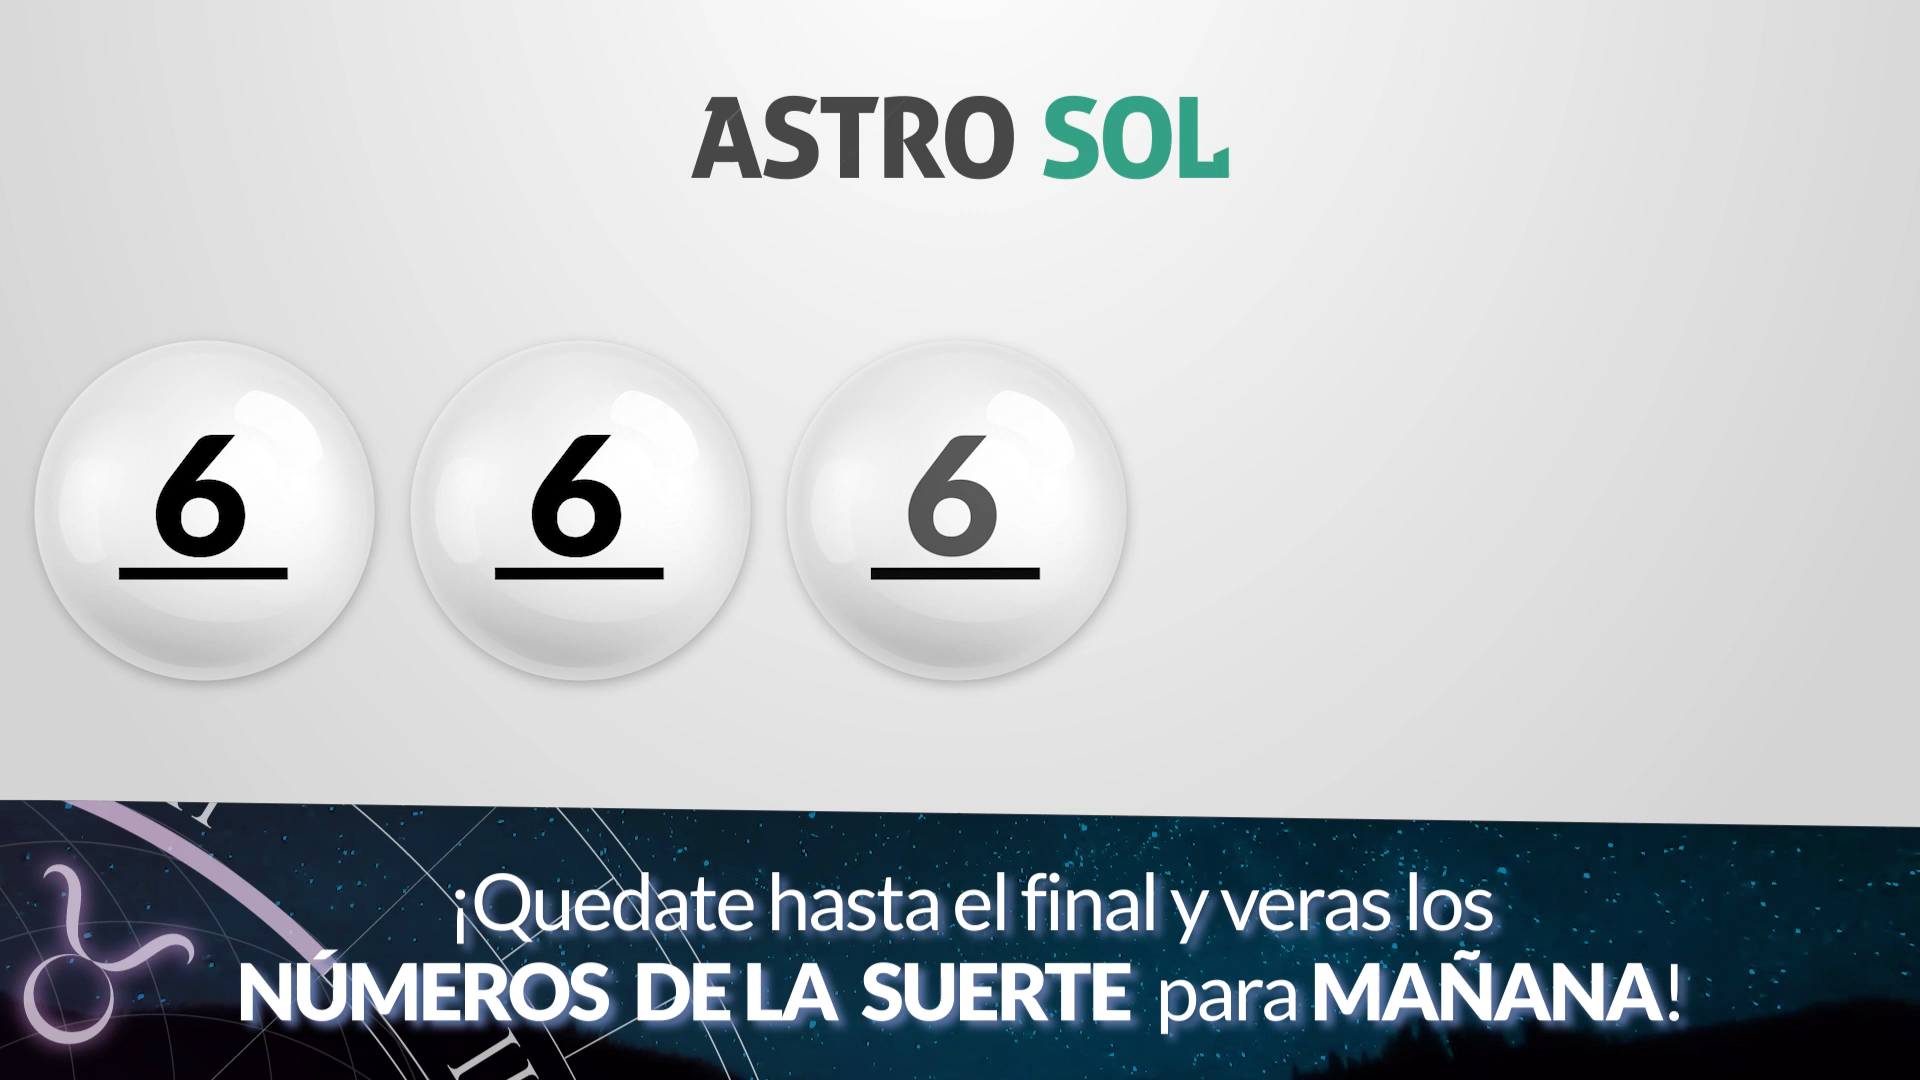 ASTRO SOL
6 6 6
¡Quedate hasta el final y veras los
NÚMEROS DE LA SUERTE para MAÑANA!